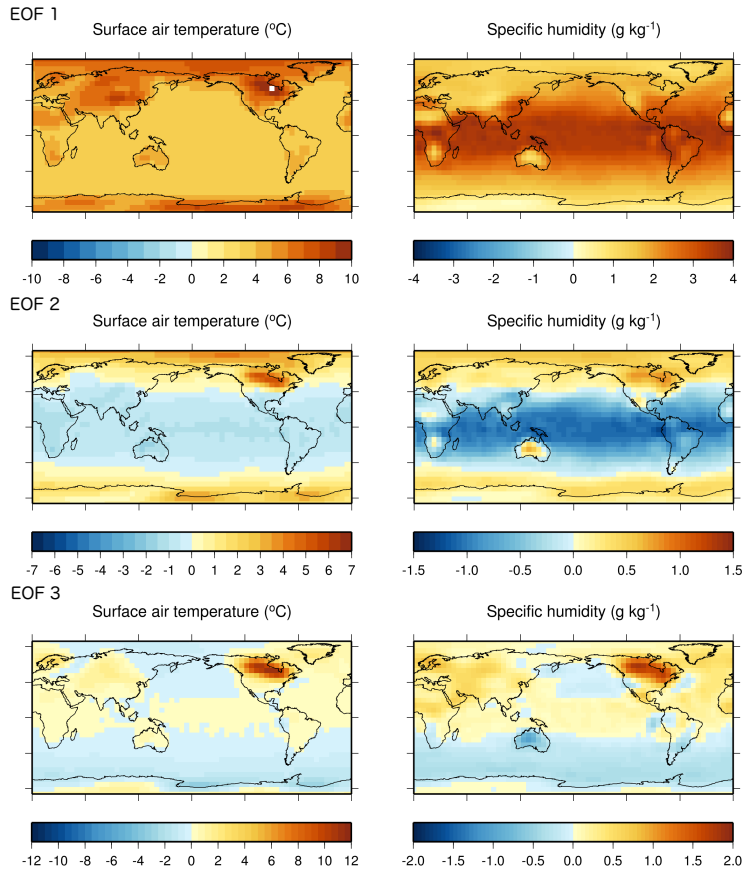 EOF 1
Surface air temperature (ºC)
Specific humidity (g kg⁻¹)
-10 -8 -6 -4 -2 0 2 4 6 8 10
-4 -3 -2 -1 0 1 2 3 4
EOF 2
Surface air temperature (ºC)
Specific humidity (g kg⁻¹)
-7 -6 -5 -4 -3 -2 -1 0 1 2 3 4 5 6 7
-1.5 -1.0 -0.5 0.0 0.5 1.0 1.5
EOF 3
Surface air temperature (ºC)
Specific humidity (g kg⁻¹)
-12 -10 -8 -6 -4 -2 0 2 4 6 8 10 12
-2.0 -1.5 -1.0 -0.5 0.0 0.5 1.0 1.5 2.0